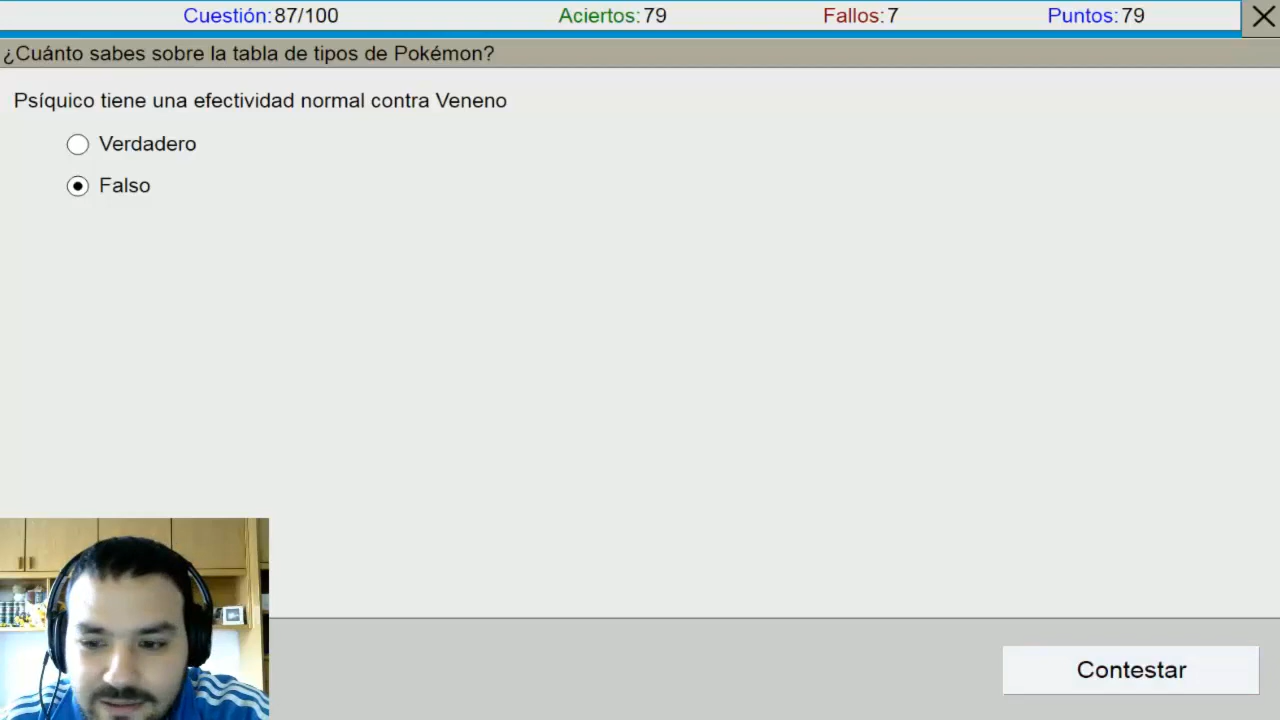 Cuestión: 87/100 Aciertos: 79 Fallos: 7 Puntos: 79
¿Cuánto sabes sobre la tabla de tipos de Pokémon?
Psíquico tiene una efectividad normal contra Veneno
Verdadero
Falso
Contestar